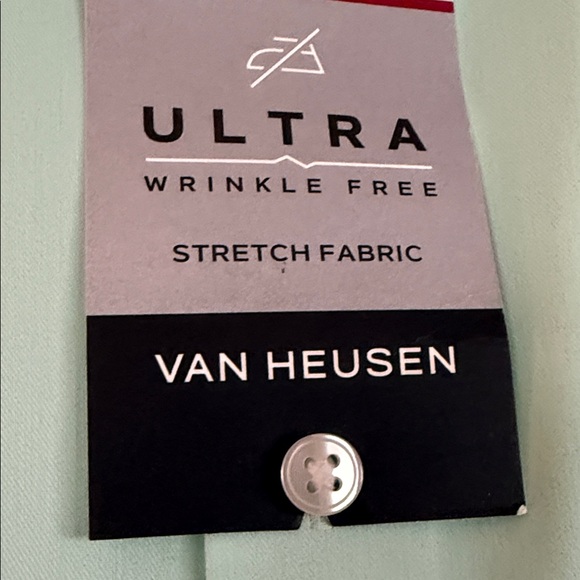 ULTRA
WRINKLE FREE
STRETCH FABRIC
VAN HEUSEN